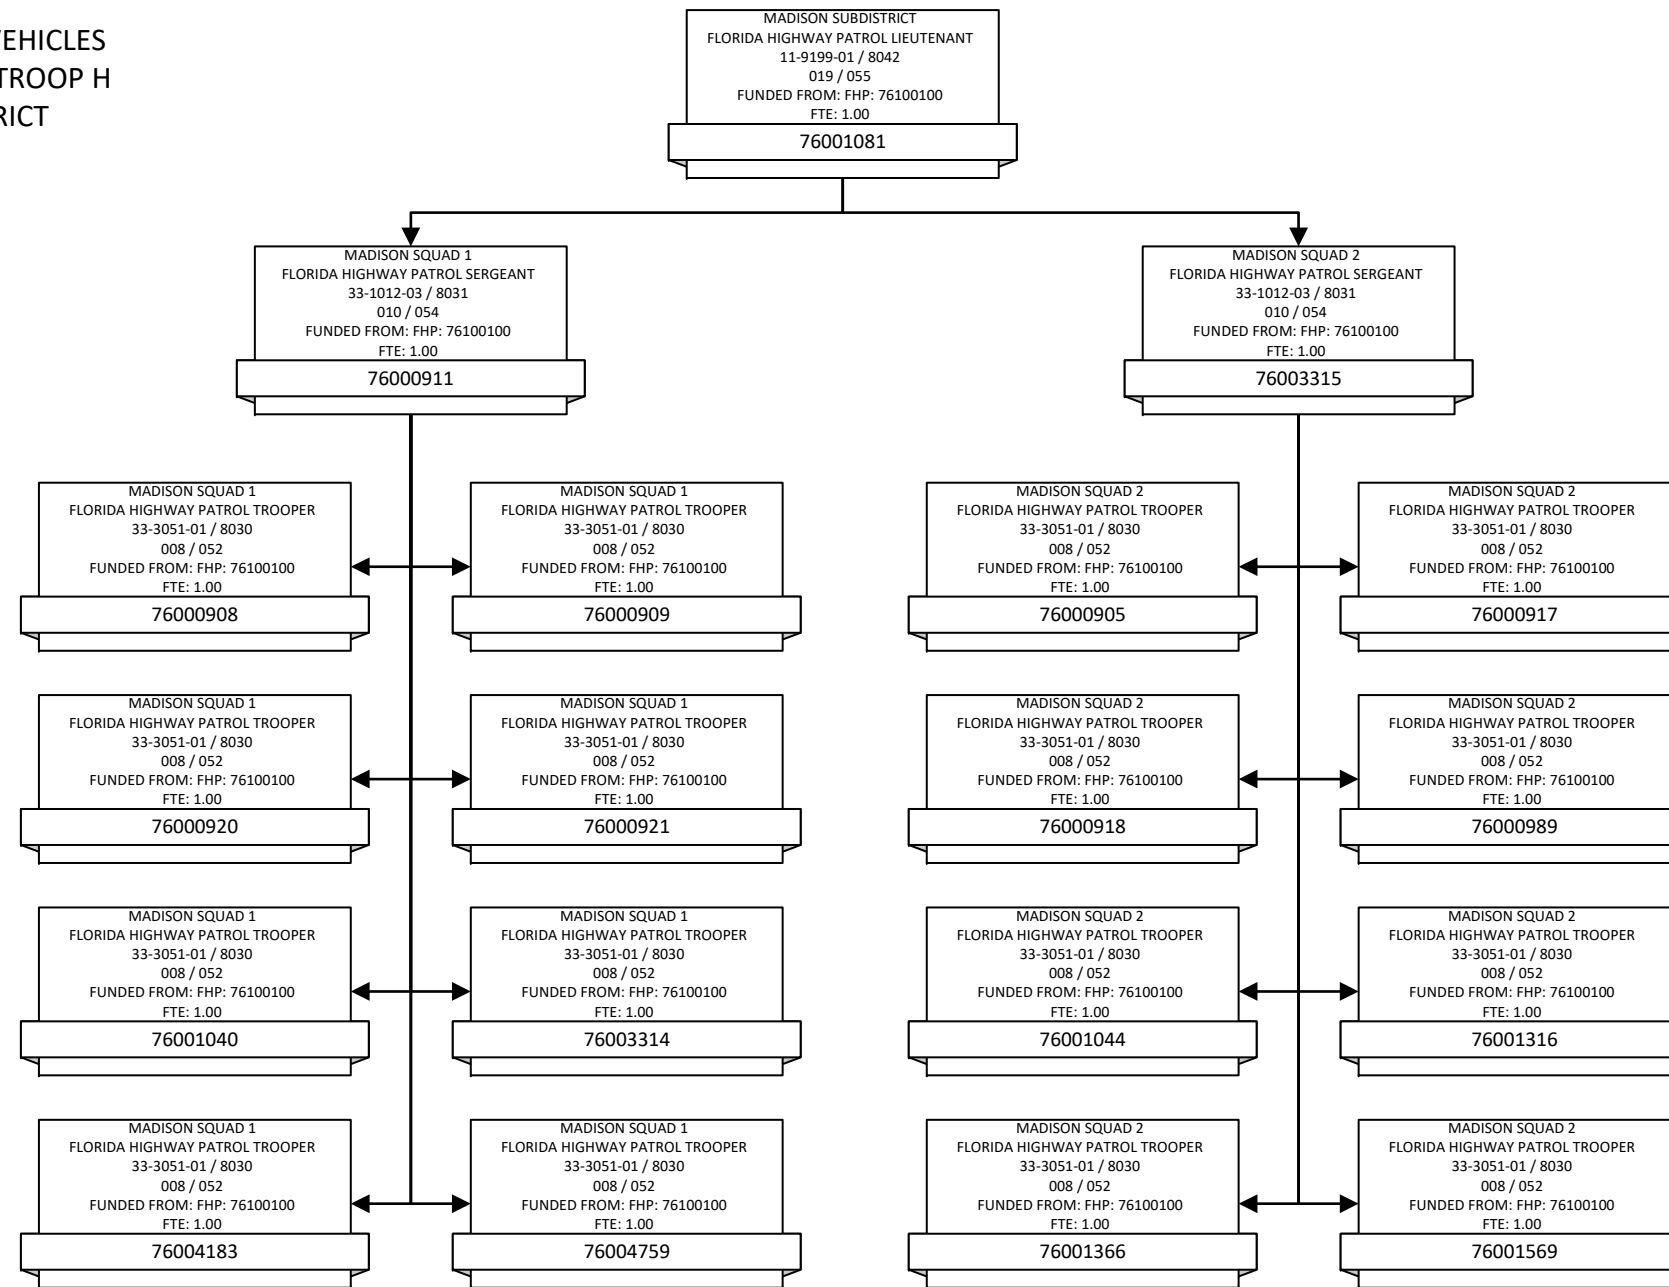 VEHICLES
TROOP H
RICT
MADISON SUBDISTRICT
FLORIDA HIGHWAY PATROL LIEUTENANT
11-9199-01 / 8042
019 / 055
FUNDED FROM: FHP: 76100100
FTE: 1.00
76001081
MADISON SQUAD 1
FLORIDA HIGHWAY PATROL SERGEANT
33-1012-03 / 8031
010 / 054
FUNDED FROM: FHP: 76100100
FTE: 1.00
76000911
MADISON SQUAD 2
FLORIDA HIGHWAY PATROL SERGEANT
33-1012-03 / 8031
010 / 054
FUNDED FROM: FHP: 76100100
FTE: 1.00
76003315
MADISON SQUAD 1
FLORIDA HIGHWAY PATROL TROOPER
33-3051-01 / 8030
008 / 052
FUNDED FROM: FHP: 76100100
FTE: 1.00
76000908
MADISON SQUAD 1
FLORIDA HIGHWAY PATROL TROOPER
33-3051-01 / 8030
008 / 052
FUNDED FROM: FHP: 76100100
FTE: 1.00
76000909
MADISON SQUAD 2
FLORIDA HIGHWAY PATROL TROOPER
33-3051-01 / 8030
008 / 052
FUNDED FROM: FHP: 76100100
FTE: 1.00
76000905
MADISON SQUAD 2
FLORIDA HIGHWAY PATROL TROOPER
33-3051-01 / 8030
008 / 052
FUNDED FROM: FHP: 76100100
FTE: 1.00
76000917
MADISON SQUAD 1
FLORIDA HIGHWAY PATROL TROOPER
33-3051-01 / 8030
008 / 052
FUNDED FROM: FHP: 76100100
FTE: 1.00
76000920
MADISON SQUAD 1
FLORIDA HIGHWAY PATROL TROOPER
33-3051-01 / 8030
008 / 052
FUNDED FROM: FHP: 76100100
FTE: 1.00
76000921
MADISON SQUAD 2
FLORIDA HIGHWAY PATROL TROOPER
33-3051-01 / 8030
008 / 052
FUNDED FROM: FHP: 76100100
FTE: 1.00
76000918
MADISON SQUAD 2
FLORIDA HIGHWAY PATROL TROOPER
33-3051-01 / 8030
008 / 052
FUNDED FROM: FHP: 76100100
FTE: 1.00
76000989
MADISON SQUAD 1
FLORIDA HIGHWAY PATROL TROOPER
33-3051-01 / 8030
008 / 052
FUNDED FROM: FHP: 76100100
FTE: 1.00
76001040
MADISON SQUAD 1
FLORIDA HIGHWAY PATROL TROOPER
33-3051-01 / 8030
008 / 052
FUNDED FROM: FHP: 76100100
FTE: 1.00
76003314
MADISON SQUAD 2
FLORIDA HIGHWAY PATROL TROOPER
33-3051-01 / 8030
008 / 052
FUNDED FROM: FHP: 76100100
FTE: 1.00
76001044
MADISON SQUAD 2
FLORIDA HIGHWAY PATROL TROOPER
33-3051-01 / 8030
008 / 052
FUNDED FROM: FHP: 76100100
FTE: 1.00
76001316
MADISON SQUAD 1
FLORIDA HIGHWAY PATROL TROOPER
33-3051-01 / 8030
008 / 052
FUNDED FROM: FHP: 76100100
FTE: 1.00
76004183
MADISON SQUAD 1
FLORIDA HIGHWAY PATROL TROOPER
33-3051-01 / 8030
008 / 052
FUNDED FROM: FHP: 76100100
FTE: 1.00
76004759
MADISON SQUAD 2
FLORIDA HIGHWAY PATROL TROOPER
33-3051-01 / 8030
008 / 052
FUNDED FROM: FHP: 76100100
FTE: 1.00
76001366
MADISON SQUAD 2
FLORIDA HIGHWAY PATROL TROOPER
33-3051-01 / 8030
008 / 052
FUNDED FROM: FHP: 76100100
FTE: 1.00
76001569